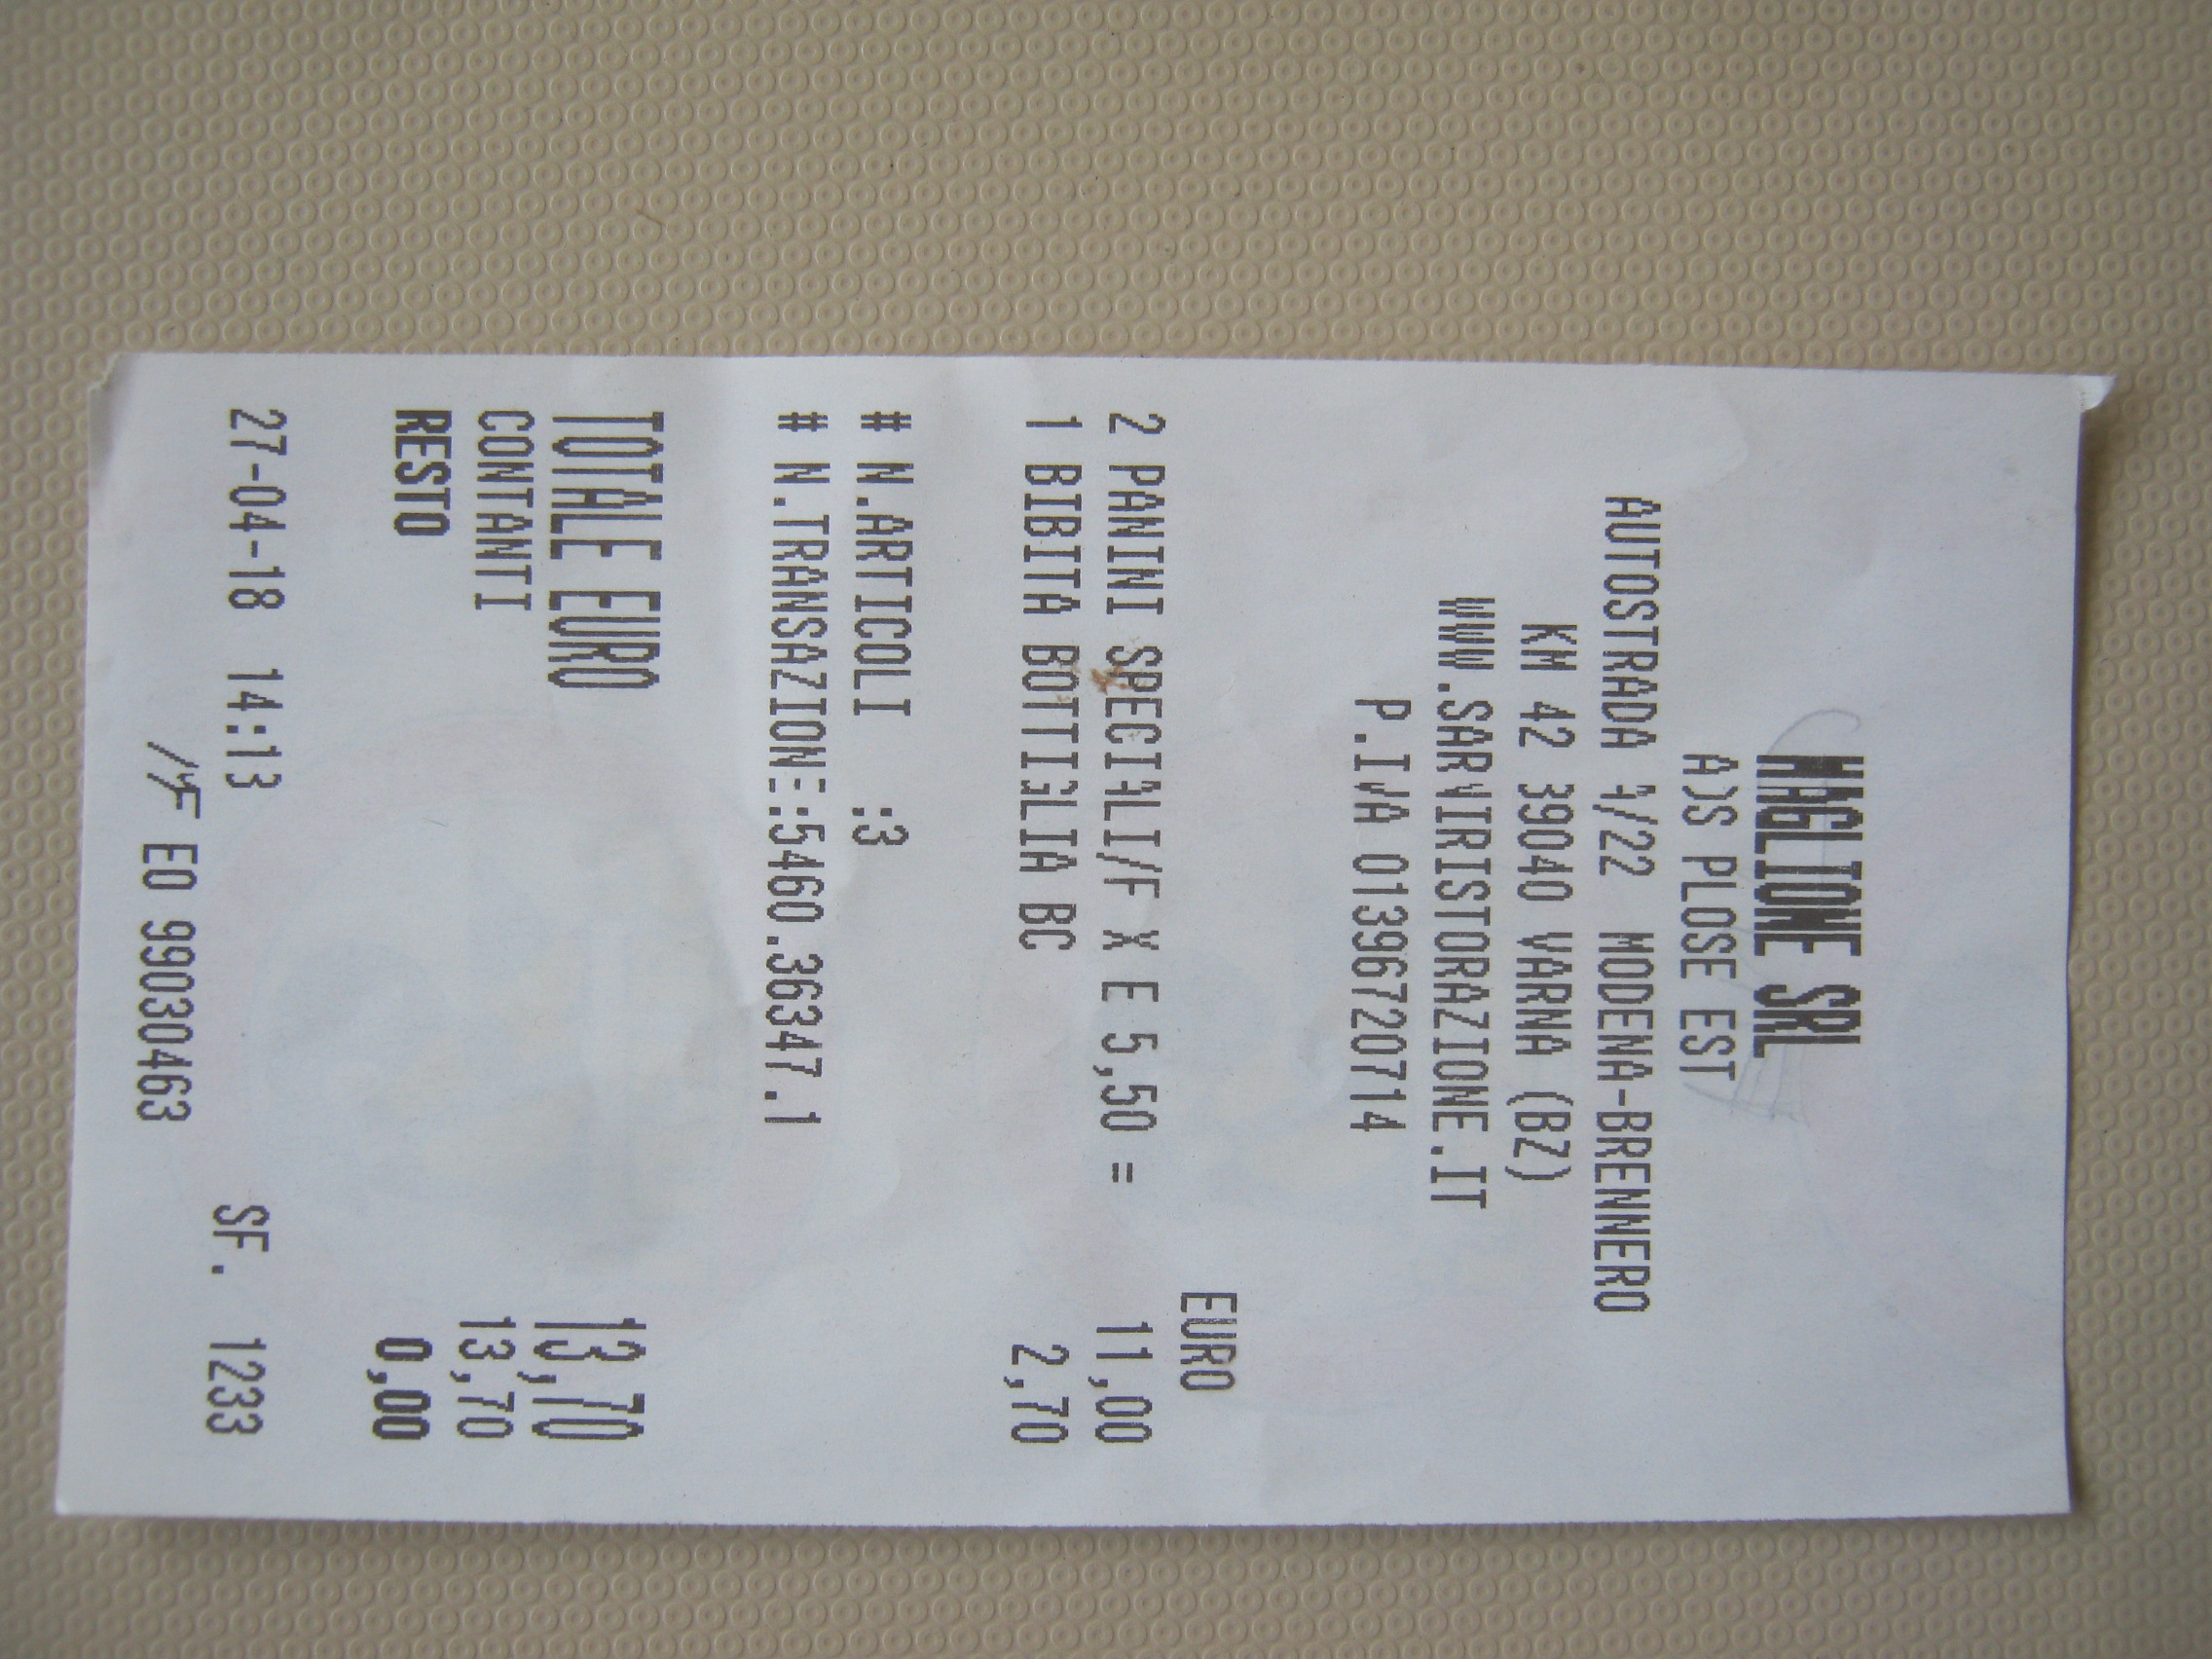 MAGLIONE SRL
A)S PLOSE EST
AUTOSTRADA A/22 MODENA-BRENNERO
KM 42 39040 VARNA (BZ)
WWW.SARNIRISTORAZIONE.IT
P.IVA 01396720714
EURO
2 PANINI SPECIALI/F X E 5,50 = 11,00
1 BIBITA BOTTIGLIA BC 2,70
# N.ARTICOLI :3
# N.TRANSAZIONE:5460.36347.1
TOTALE EURO 13,70
CONTANTI 13,70
RESTO 0,00
27-04-18 14:13 SF. 1233
EO 99030463